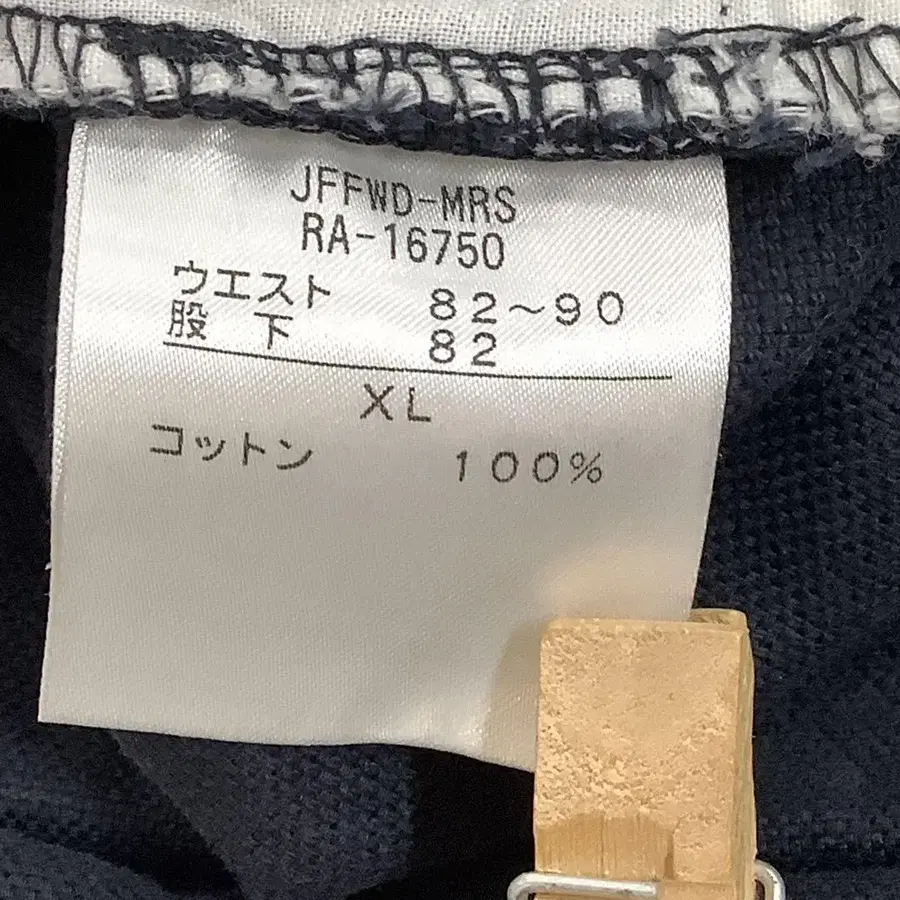 JFFWD-MRS
RA-16750
ウエスト 82~90
股 下 82
XL
コットン 100%